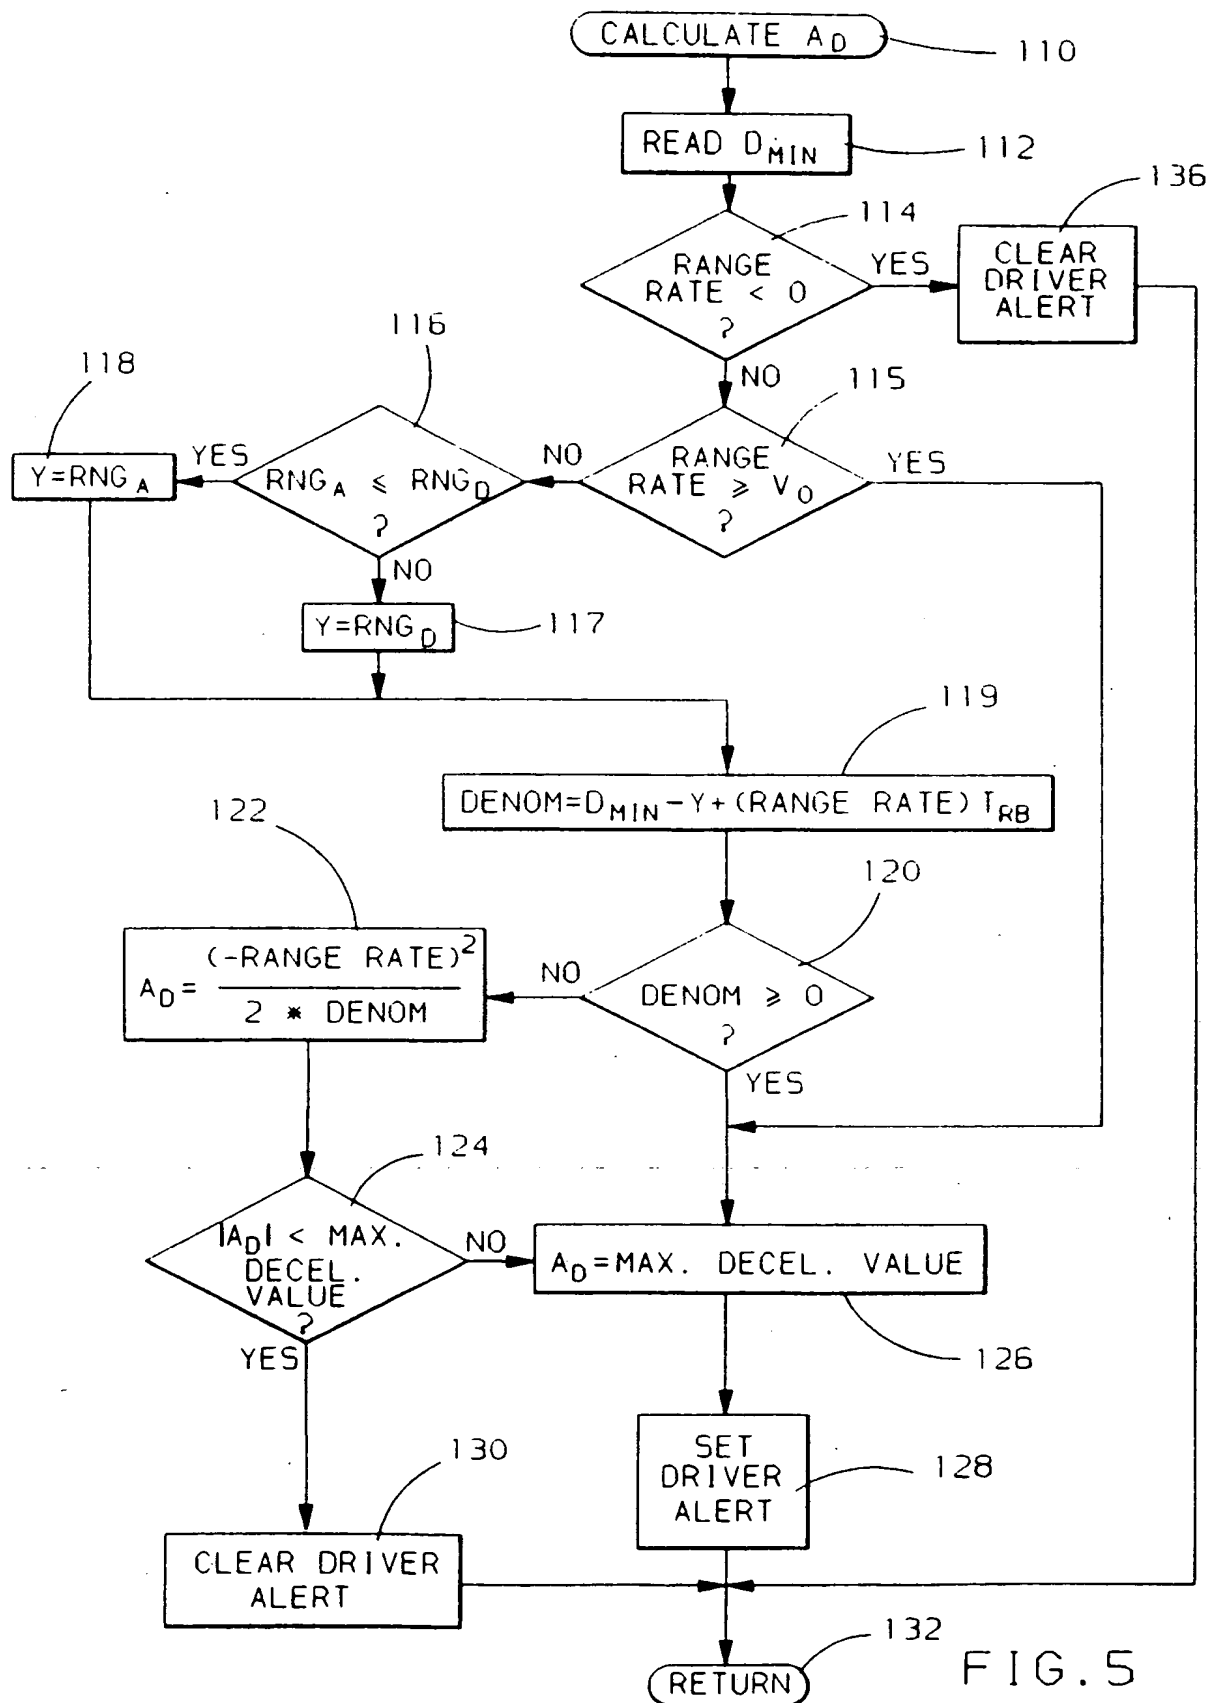 CALCULATE A_D
110
READ D_MIN
112
136
114
RANGE
RATE < 0
?
YES
CLEAR
DRIVER
ALERT
NO
116
115
118
RANGE
RATE ⩾ V_O
?
YES
NO
RNG_A ⩽ RNG_D
?
YES
Y=RNG_A
NO
Y=RNG_D
117
119
DENOM=D_MIN-Y+(RANGE RATE) T_RB
122
120
A_D = (-RANGE RATE)²
2 * DENOM
NO
DENOM ⩾ 0
?
YES
124
|A_D| < MAX.
DECEL.
VALUE
?
NO
A_D=MAX. DECEL. VALUE
YES
126
130
SET
DRIVER
ALERT
128
CLEAR DRIVER
ALERT
132
RETURN
FIG.5